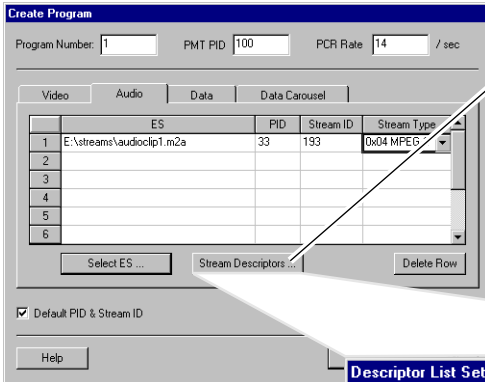 Create Program
Program Number: 1 PMT PID 100 PCR Rate 14 / sec
Video Audio Data Data Carousel
ES PID Stream ID Stream Type
1 E:\streams\audioclip1.m2a 33 193 0x04 MPEG
2
3
4
5
6
Select ES ... Stream Descriptors ... Delete Row
Default PID & Stream ID
Help
Descriptor List Set